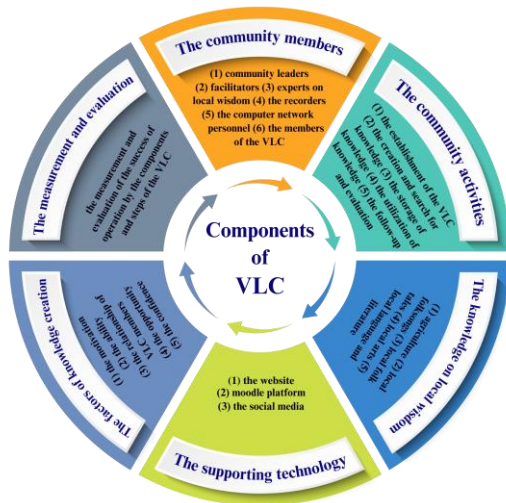 The community members
(1) community leaders
(2) facilitators (3) experts on
local wisdom (4) the recorders
(5) the computer network
personnel (6) the members
of the VLC
The community activities
(1) the establishment of the VLC
(2) the creation and search for
knowledge (3) the storage of
knowledge (4) the utilization of
knowledge (5) the follow-up
and evaluation
The knowledge on local wisdom
(1) agriculture (2) local
folksongs (3) local folk
tales (4) local arts (5)
local language and
literature
The supporting technology
(1) the website
(2) moodle platform
(3) the social media
The factors of knowledge creation
(1) the motivation
(2) the ability
(3) the relationship of
VLC members
(4) the opportunity
(5) the confidence
The measurement and evaluation
the measurement and
evaluation of the success of
operation by the components
and steps of the VLC
Components
of
VLC